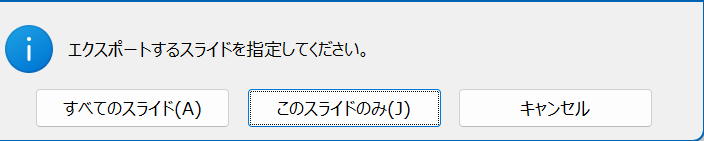 エクスポートするスライドを指定してください。
すべてのスライド(A)
このスライドのみ(J)
キャンセル